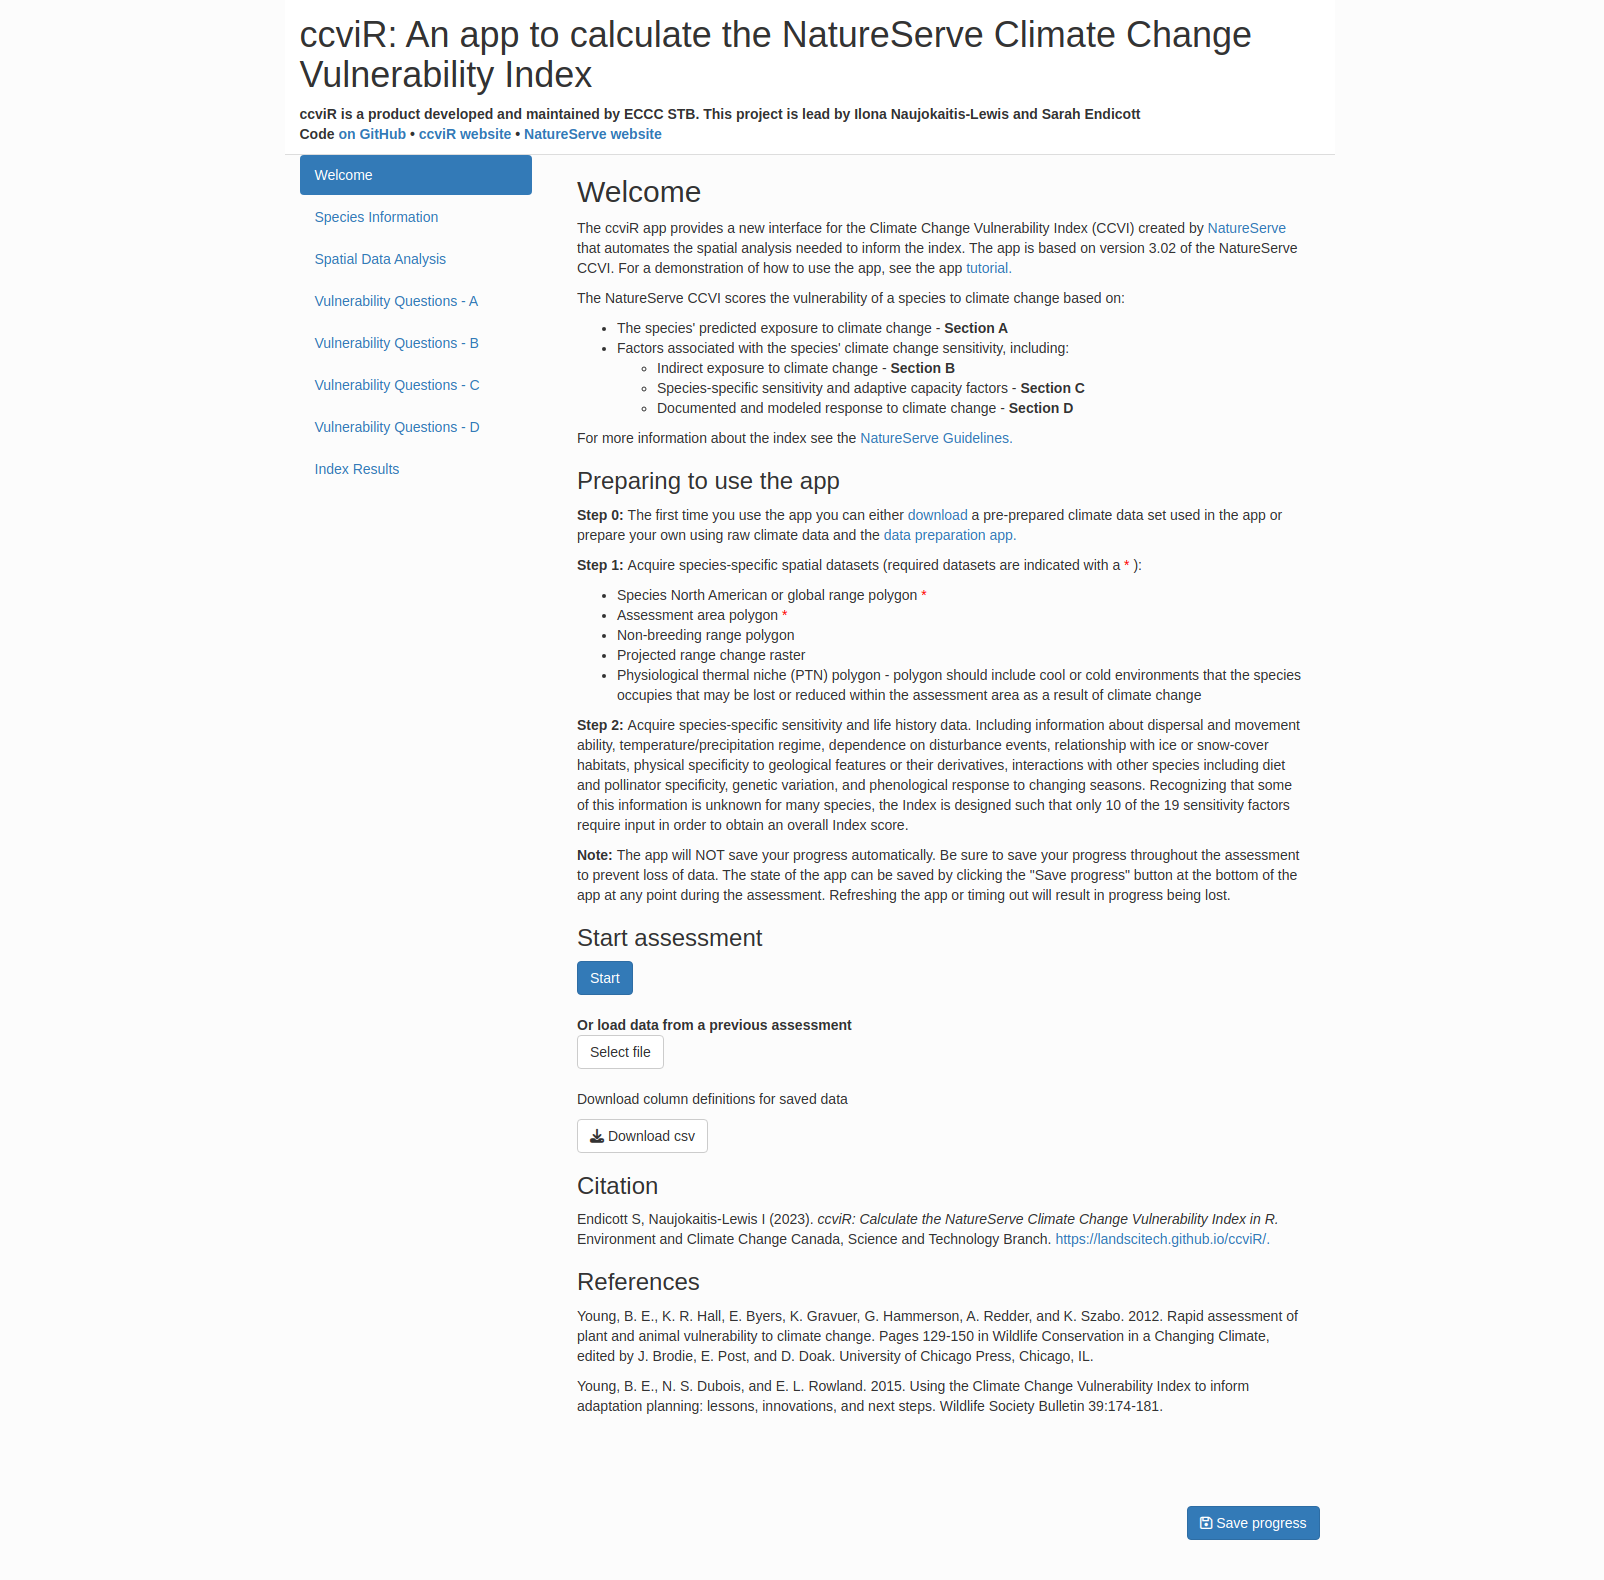 ccviR: An app to calculate the NatureServe Climate Change
Vulnerability Index
ccviR is a product developed and maintained by ECCC STB. This project is lead by Ilona Naujokaitis-Lewis and Sarah Endicott
Code on GitHub • ccviR website • NatureServe website
Welcome
Species Information
Spatial Data Analysis
Vulnerability Questions - A
Vulnerability Questions - B
Vulnerability Questions - C
Vulnerability Questions - D
Index Results
Welcome
The ccviR app provides a new interface for the Climate Change Vulnerability Index (CCVI) created by NatureServe
that automates the spatial analysis needed to inform the index. The app is based on version 3.02 of the NatureServe
CCVI. For a demonstration of how to use the app, see the app tutorial.
The NatureServe CCVI scores the vulnerability of a species to climate change based on:
• The species' predicted exposure to climate change - Section A
• Factors associated with the species' climate change sensitivity, including:
◦ Indirect exposure to climate change - Section B
◦ Species-specific sensitivity and adaptive capacity factors - Section C
◦ Documented and modeled response to climate change - Section D
For more information about the index see the NatureServe Guidelines.
Preparing to use the app
Step 0: The first time you use the app you can either download a pre-prepared climate data set used in the app or
prepare your own using raw climate data and the data preparation app.
Step 1: Acquire species-specific spatial datasets (required datasets are indicated with a * ):
• Species North American or global range polygon *
• Assessment area polygon *
• Non-breeding range polygon
• Projected range change raster
• Physiological thermal niche (PTN) polygon - polygon should include cool or cold environments that the species
occupies that may be lost or reduced within the assessment area as a result of climate change
Step 2: Acquire species-specific sensitivity and life history data. Including information about dispersal and movement
ability, temperature/precipitation regime, dependence on disturbance events, relationship with ice or snow-cover
habitats, physical specificity to geological features or their derivatives, interactions with other species including diet
and pollinator specificity, genetic variation, and phenological response to changing seasons. Recognizing that some
of this information is unknown for many species, the Index is designed such that only 10 of the 19 sensitivity factors
require input in order to obtain an overall Index score.
Note: The app will NOT save your progress automatically. Be sure to save your progress throughout the assessment
to prevent loss of data. The state of the app can be saved by clicking the "Save progress" button at the bottom of the
app at any point during the assessment. Refreshing the app or timing out will result in progress being lost.
Start assessment
Start
Or load data from a previous assessment
Select file
Download column definitions for saved data
Download csv
Citation
Endicott S, Naujokaitis-Lewis I (2023). ccviR: Calculate the NatureServe Climate Change Vulnerability Index in R.
Environment and Climate Change Canada, Science and Technology Branch. https://landscitech.github.io/ccviR/.
References
Young, B. E., K. R. Hall, E. Byers, K. Gravuer, G. Hammerson, A. Redder, and K. Szabo. 2012. Rapid assessment of
plant and animal vulnerability to climate change. Pages 129-150 in Wildlife Conservation in a Changing Climate,
edited by J. Brodie, E. Post, and D. Doak. University of Chicago Press, Chicago, IL.
Young, B. E., N. S. Dubois, and E. L. Rowland. 2015. Using the Climate Change Vulnerability Index to inform
adaptation planning: lessons, innovations, and next steps. Wildlife Society Bulletin 39:174-181.
Save progress